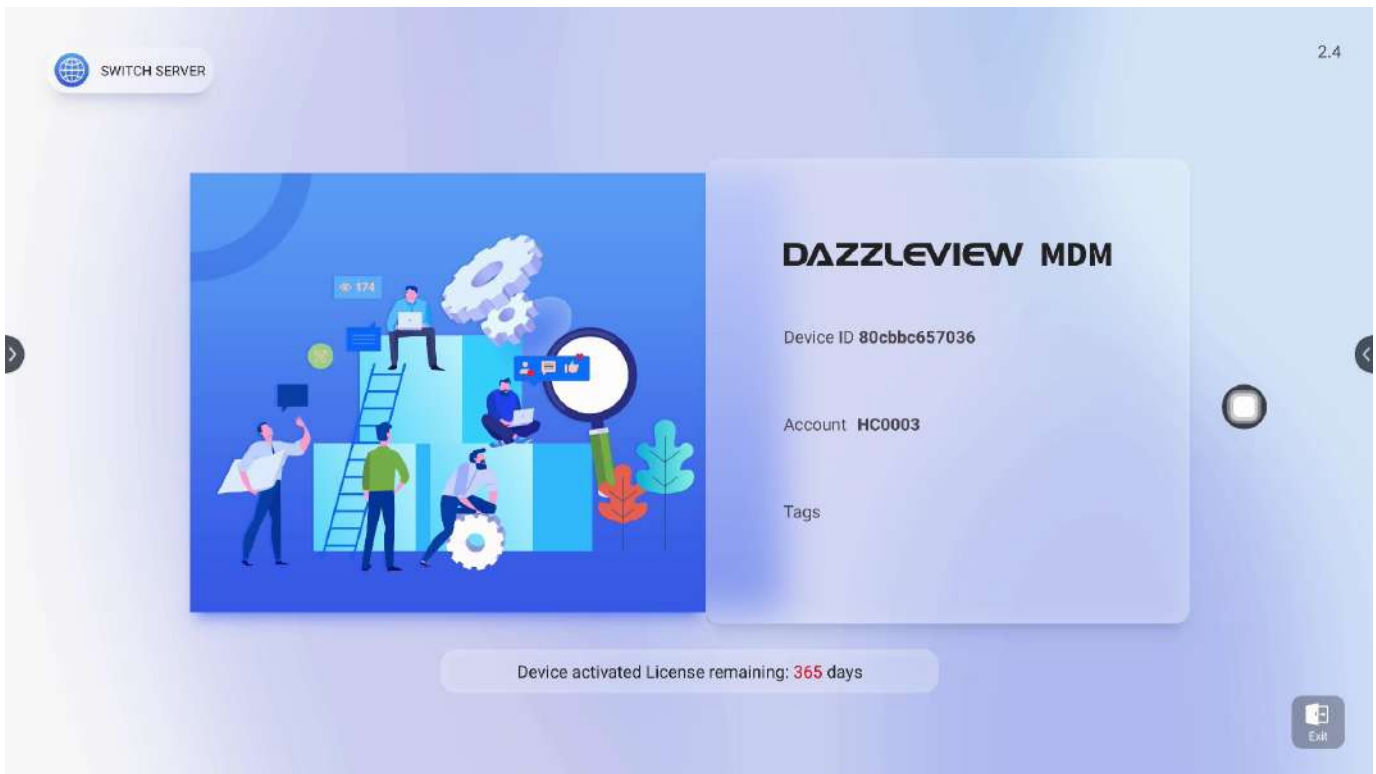 SWITCH SERVER
2.4
174
DAZZLEVIEW MDM
Device ID 80cbbc657036
Account HC0003
Tags
Device activated License remaining: 365 days
Exit